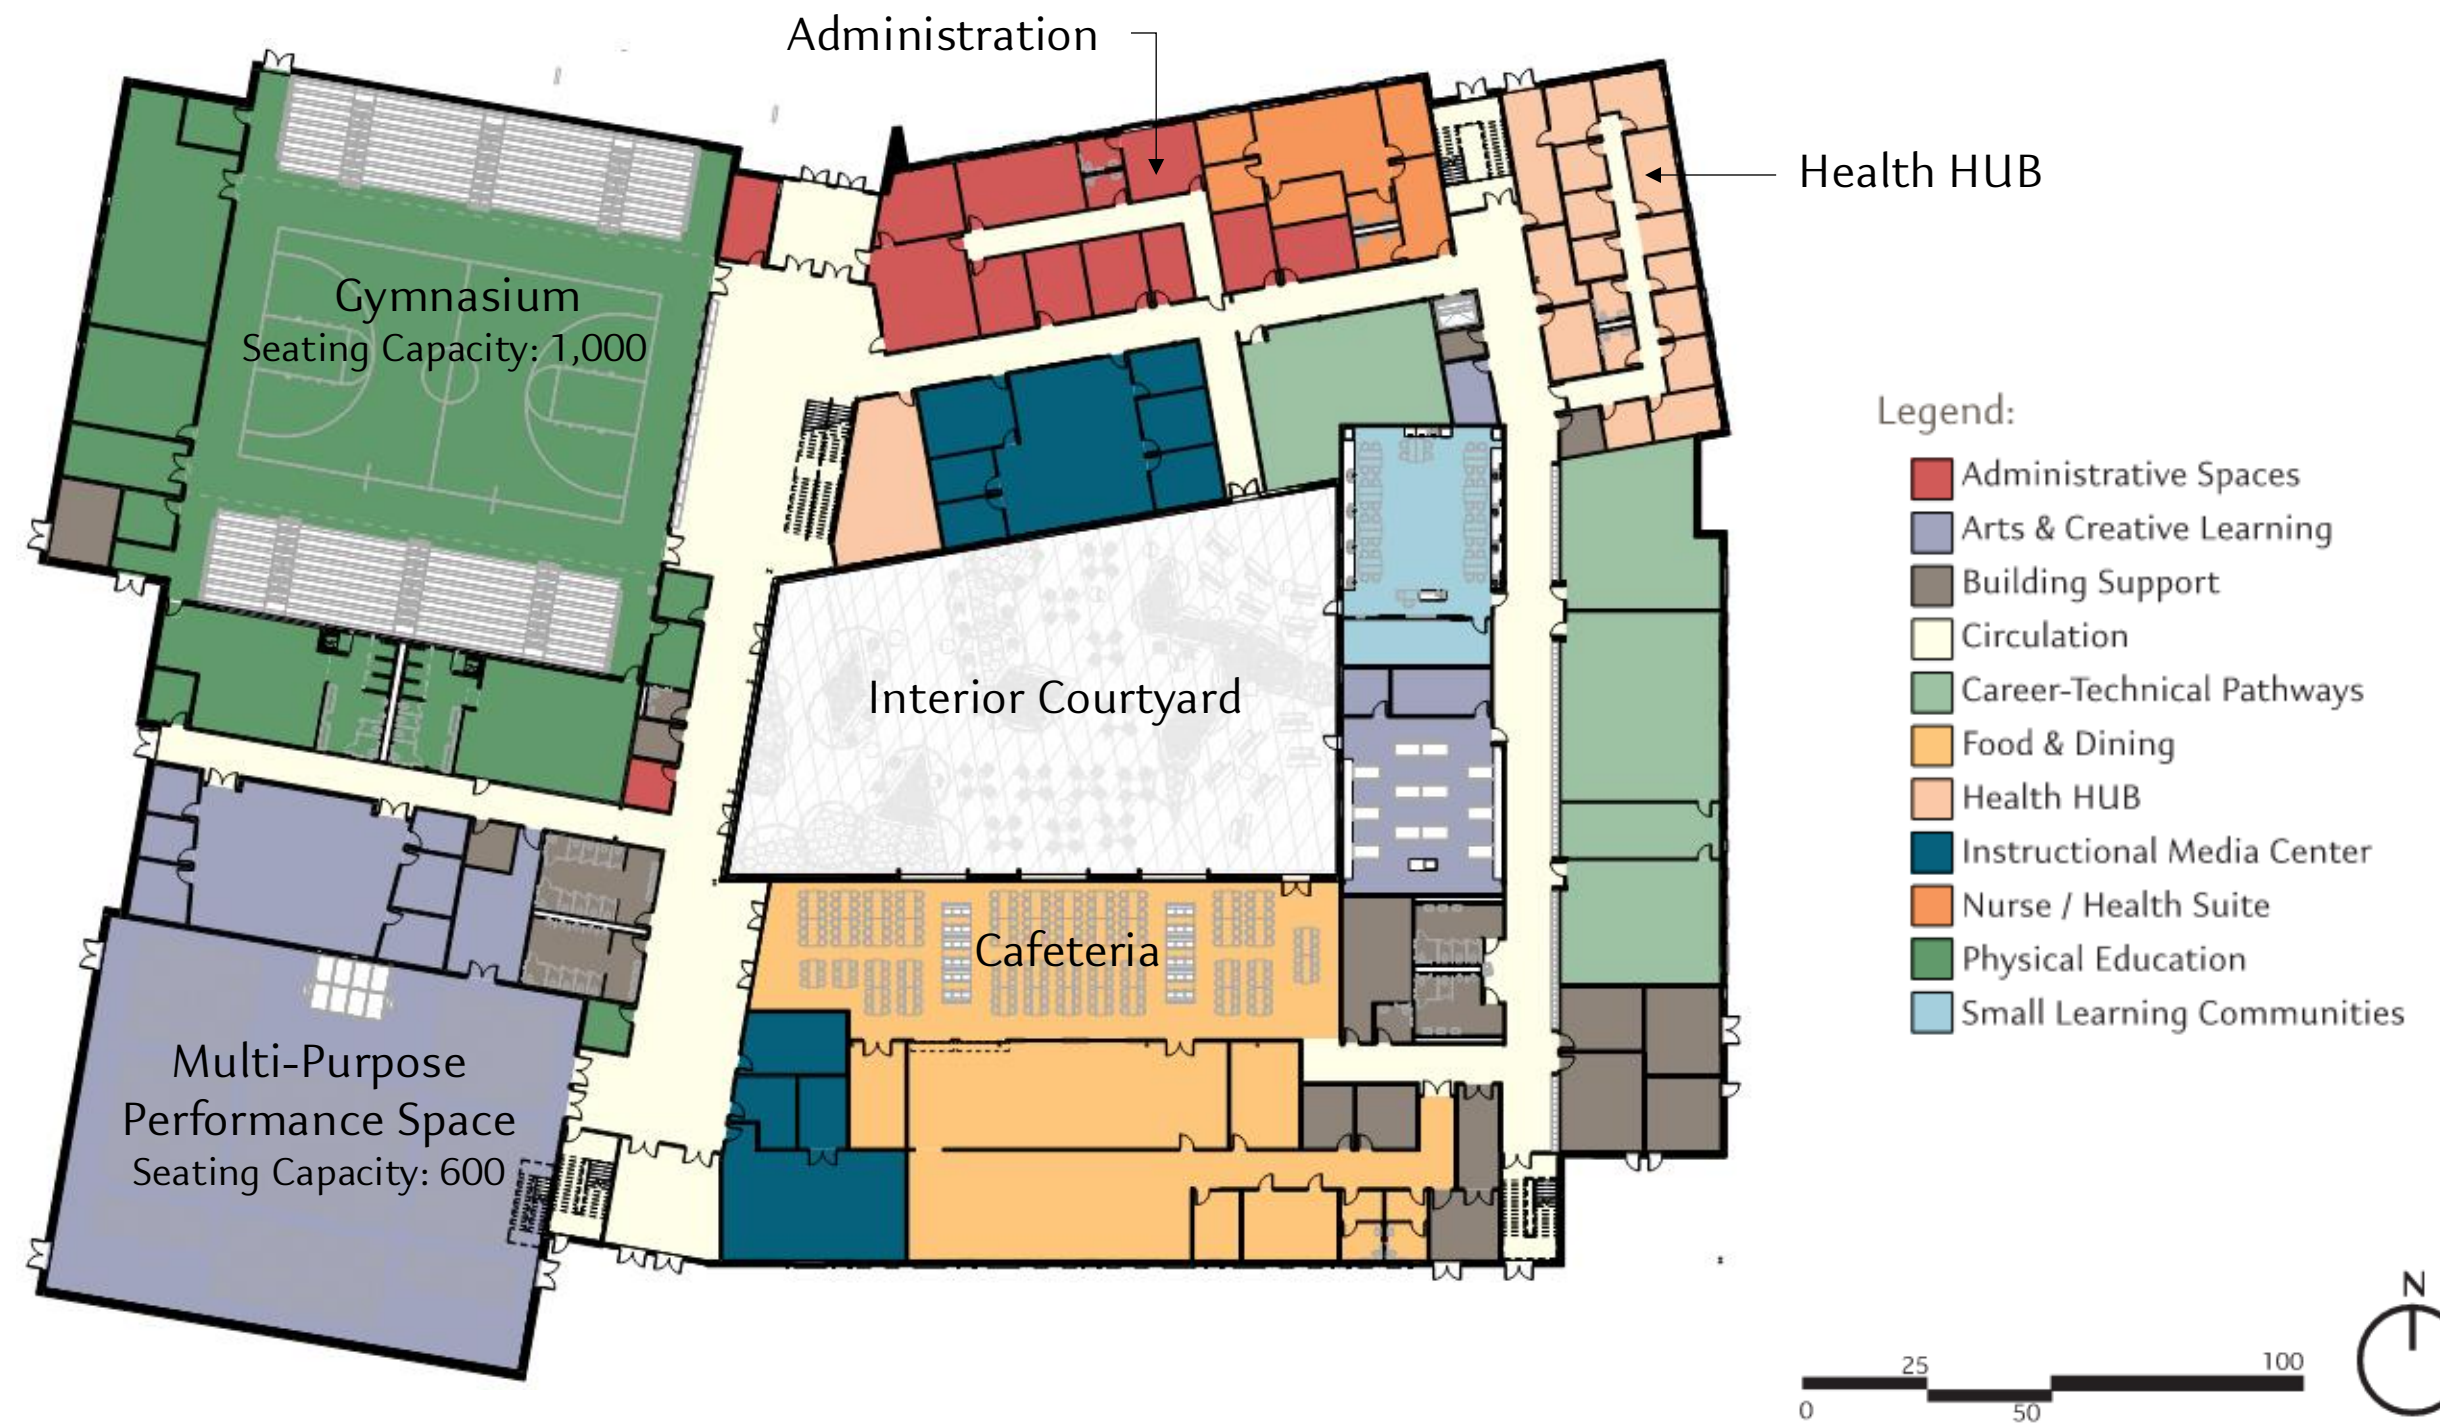 Administration
Health HUB
Gymnasium
Seating Capacity: 1,000
Interior Courtyard
Cafeteria
Multi-Purpose
Performance Space
Seating Capacity: 600
Legend:
Administrative Spaces
Arts & Creative Learning
Building Support
Circulation
Career-Technical Pathways
Food & Dining
Health HUB
Instructional Media Center
Nurse / Health Suite
Physical Education
Small Learning Communities
N
25 100
0 50